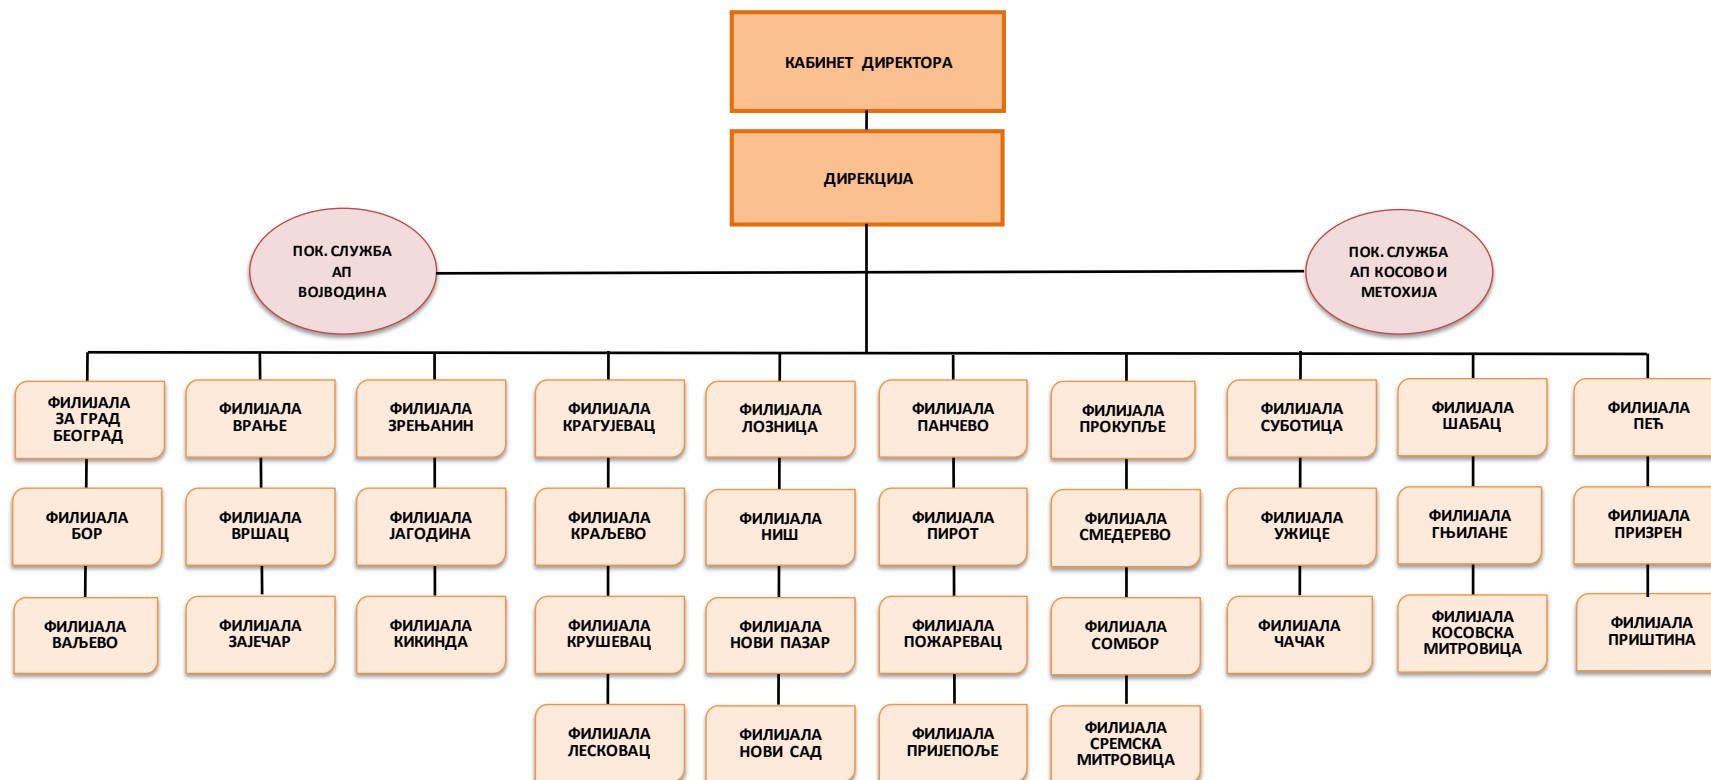 КАБИНЕТ ДИРЕКТОРА
ДИРЕКЦИЈА
ПОК. СЛУЖБА
АП
ВОЈВОДИНА
ПОК. СЛУЖБА
АП КОСОВО И
МЕТОХИЈА
ФИЛИЈАЛА
ЗА ГРАД
БЕОГРАД
ФИЛИЈАЛА
ВРАЊЕ
ФИЛИЈАЛА
ЗРЕЊАНИН
ФИЛИЈАЛА
КРАГУЈЕВАЦ
ФИЛИЈАЛА
ЛОЗНИЦА
ФИЛИЈАЛА
ПАНЧЕВО
ФИЛИЈАЛА
ПРОКУПЉЕ
ФИЛИЈАЛА
СУБОТИЦА
ФИЛИЈАЛА
ШАБАЦ
ФИЛИЈАЛА
ПЕЋ
ФИЛИЈАЛА
БОР
ФИЛИЈАЛА
ВРШАЦ
ФИЛИЈАЛА
ЈАГОДИНА
ФИЛИЈАЛА
КРАЉЕВО
ФИЛИЈАЛА
НИШ
ФИЛИЈАЛА
ПИРОТ
ФИЛИЈАЛА
СМЕДЕРЕВО
ФИЛИЈАЛА
УЖИЦЕ
ФИЛИЈАЛА
ГЊИЛАНЕ
ФИЛИЈАЛА
ПРИЗРЕН
ФИЛИЈАЛА
ВАЉЕВО
ФИЛИЈАЛА
ЗАЈЕЧАР
ФИЛИЈАЛА
КИКИНДА
ФИЛИЈАЛА
КРУШЕВАЦ
ФИЛИЈАЛА
НОВИ ПАЗАР
ФИЛИЈАЛА
ПОЖАРЕВАЦ
ФИЛИЈАЛА
СОМБОР
ФИЛИЈАЛА
ЧАЧАК
ФИЛИЈАЛА
КОСОВСКА
МИТРОВИЦА
ФИЛИЈАЛА
ПРИШТИНА
ФИЛИЈАЛА
ЛЕСКОВАЦ
ФИЛИЈАЛА
НОВИ САД
ФИЛИЈАЛА
ПРИЈЕПОЉЕ
ФИЛИЈАЛА
СРЕМСКА
МИТРОВИЦА